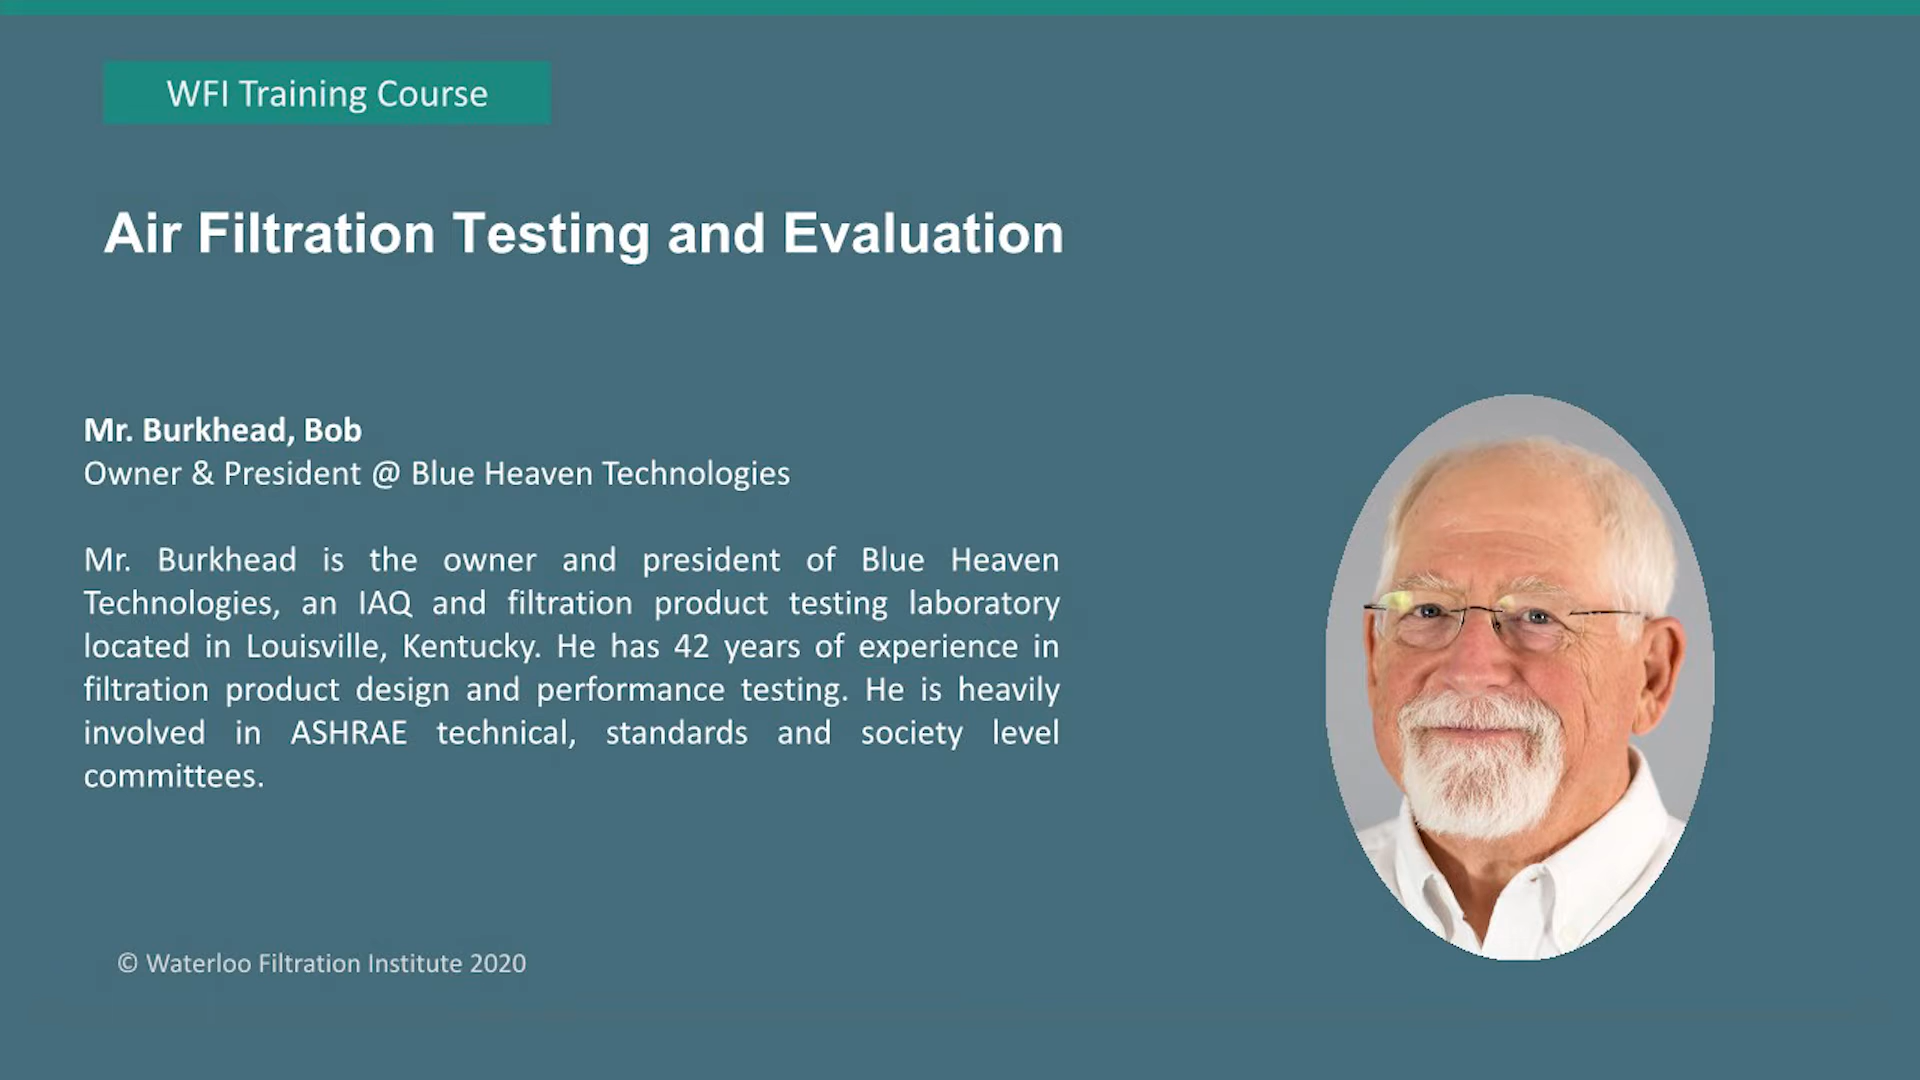 WFI Training Course
Air Filtration Testing and Evaluation
Mr. Burkhead, Bob
Owner & President @ Blue Heaven Technologies
Mr. Burkhead is the owner and president of Blue Heaven
Technologies, an IAQ and filtration product testing laboratory
located in Louisville, Kentucky. He has 42 years of experience in
filtration product design and performance testing. He is heavily
involved in ASHRAE technical, standards and society level
committees.
© Waterloo Filtration Institute 2020